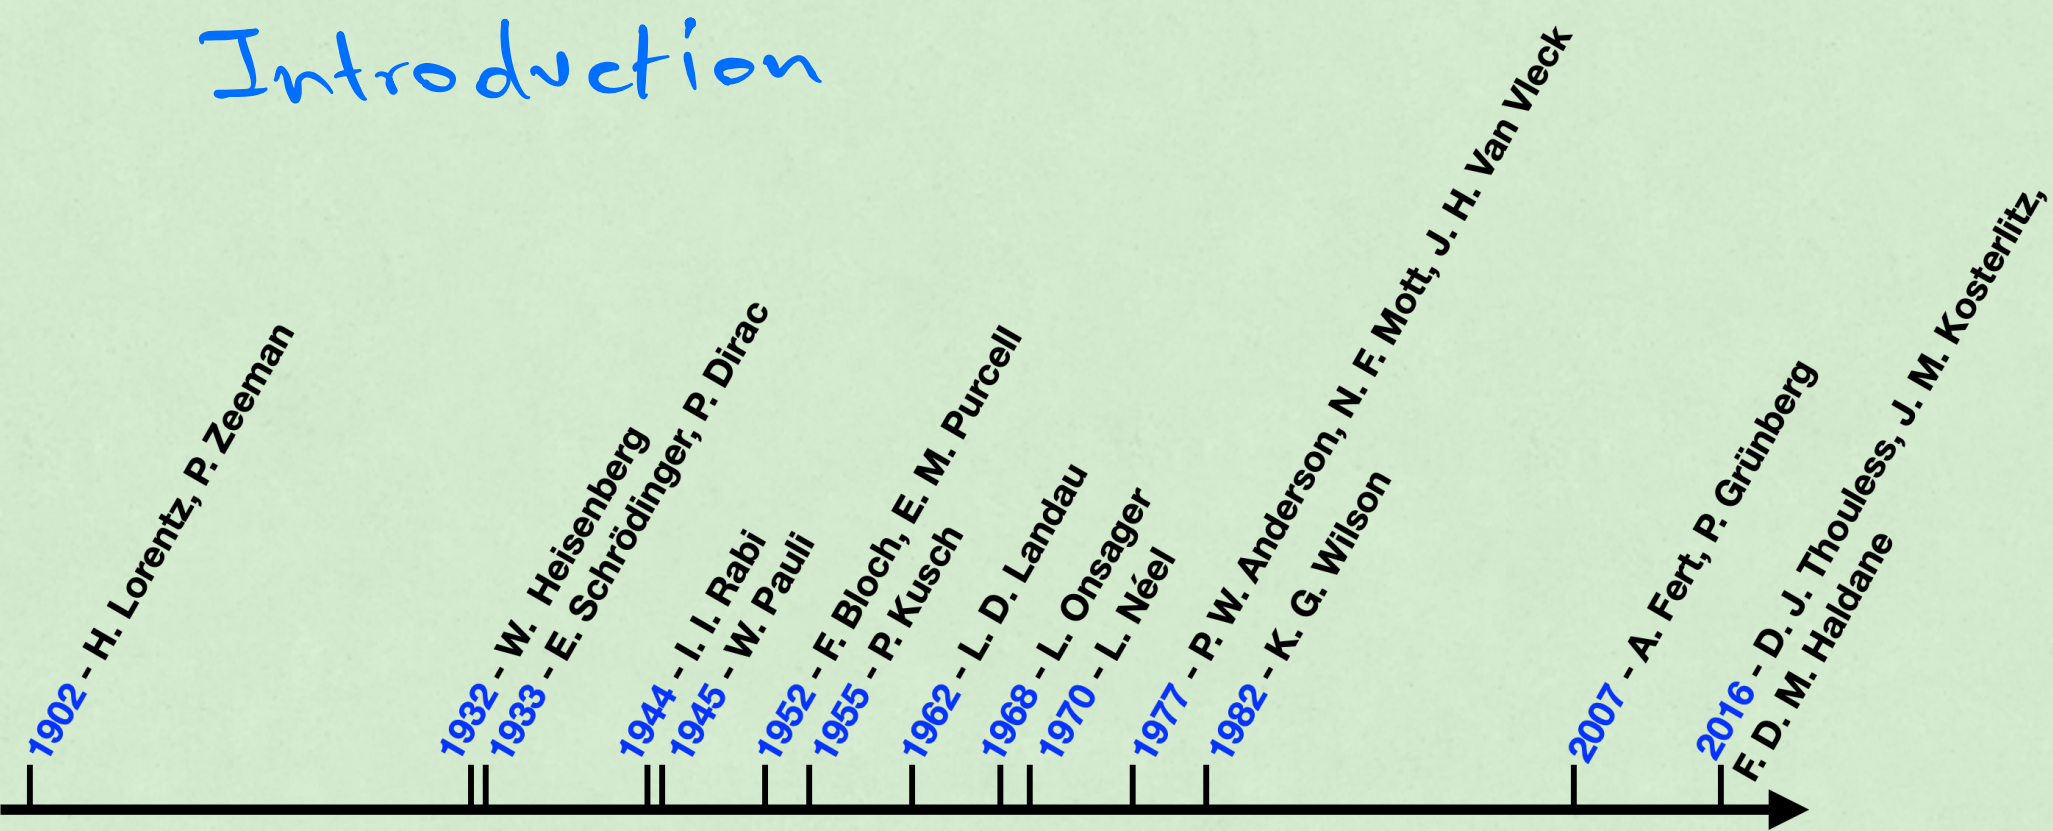 Introduction
1902 - H. Lorentz, P. Zeeman
1932 - W. Heisenberg
1933 - E. Schrödinger, P. Dirac
1944 - I. I. Rabi
1945 - W. Pauli
1952 - F. Bloch, E. M. Purcell
1955 - P. Kusch
1962 - L. D. Landau
1968 - L. Onsager
1970 - L. Néel
1977 - P. W. Anderson, N. F. Mott, J. H. Van Vleck
1982 - K. G. Wilson
2007 - A. Fert, P. Grünberg
2016 - D. J. Thouless, J. M. Kosterlitz,
F. D. M. Haldane